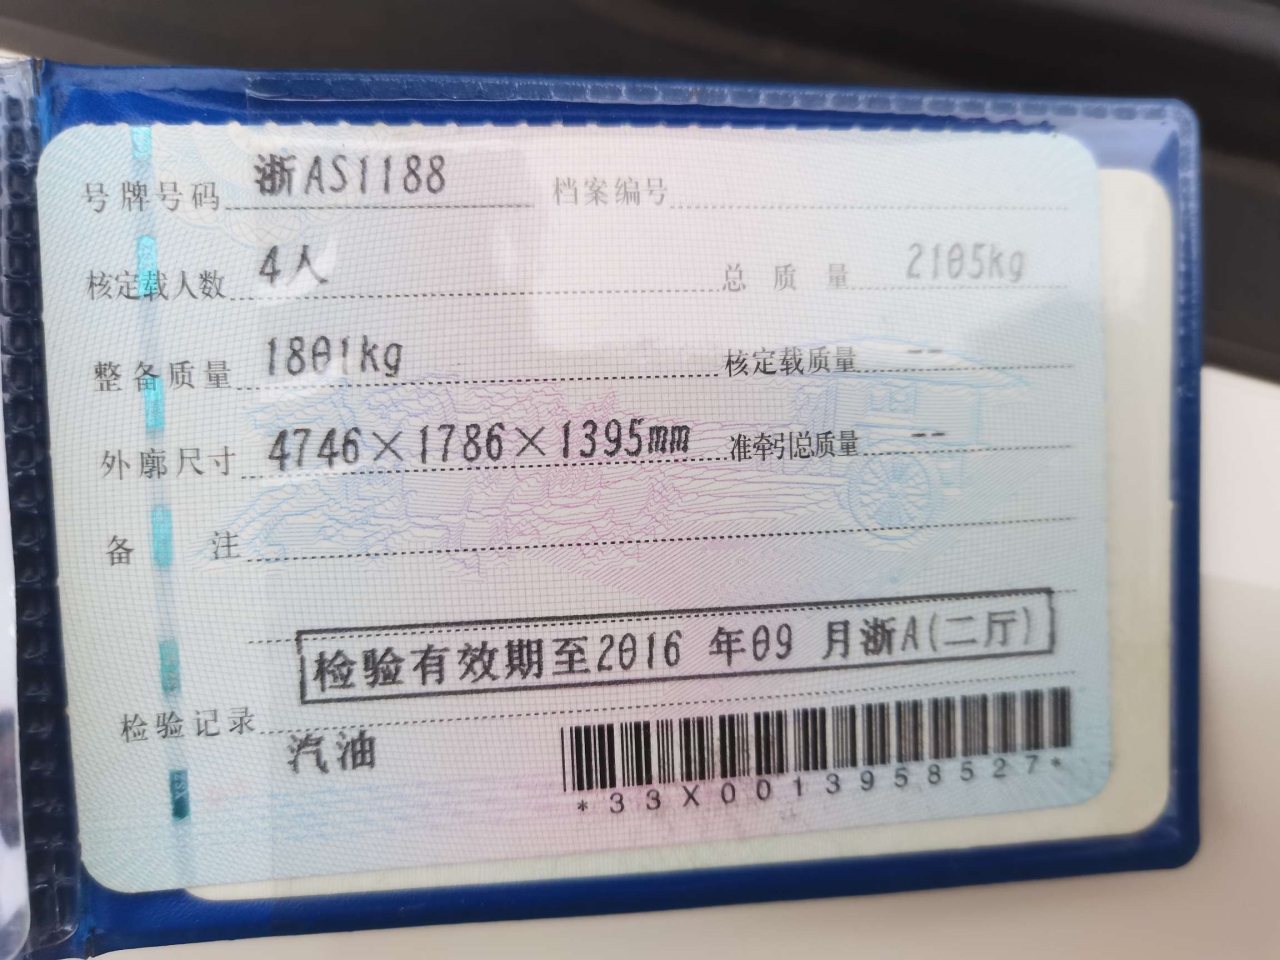 号牌号码 浙AS1188 档案编号
核定载人数 4人 总质量 2105kg
整备质量 1801kg 核定载质量 --
外廓尺寸 4746×1786×1395mm 准牵引总质量 --
备注
检验有效期至2016 年09 月浙A(二厅)
检验记录
汽油
*33X0013958527*